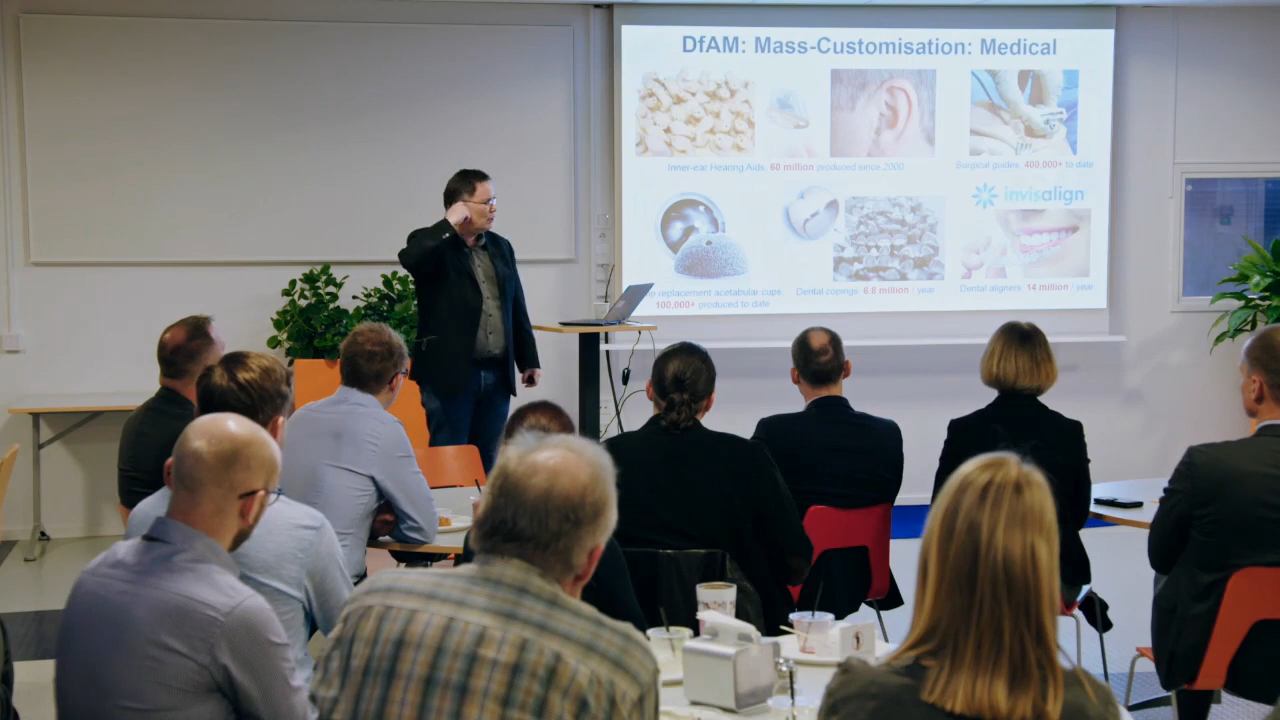 DfAM: Mass-Customisation: Medical
Inner-ear Hearing Aids, 60 million produced since 2000
Surgical guides, 400,000+ to date
invisalign
replacement acetabular cups,
100,000+ produced to date
Dental copings, 6.8 million / year
Dental aligners, 14 million / year